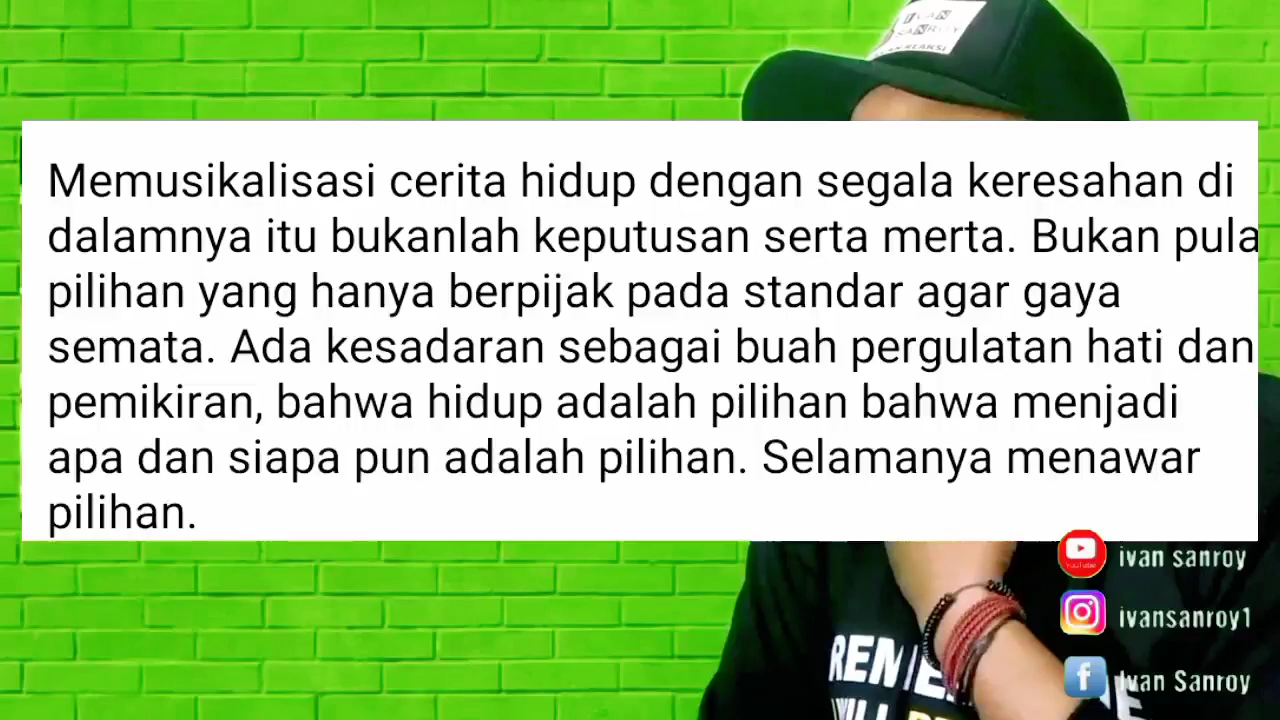 IVAN
SANROY
Memusikalisasi cerita hidup dengan segala keresahan di
dalamnya itu bukanlah keputusan serta merta. Bukan pula
pilihan yang hanya berpijak pada standar agar gaya
semata. Ada kesadaran sebagai buah pergulatan hati dan
pemikiran, bahwa hidup adalah pilihan bahwa menjadi
apa dan siapa pun adalah pilihan. Selamanya menawar
pilihan.
ivan sanroy
ivansanroy1
Ivan Sanroy